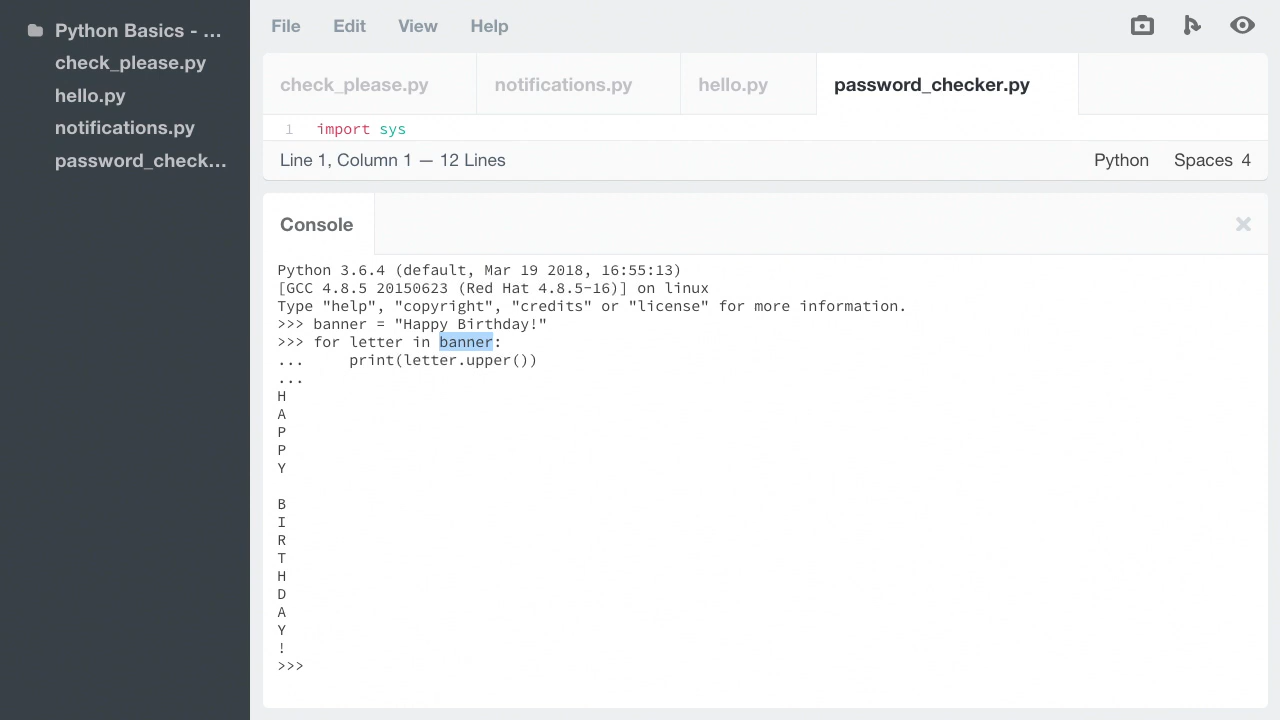 Python Basics - ...
check_please.py
hello.py
notifications.py
password_check...
File Edit View Help
check_please.py notifications.py hello.py password_checker.py
1 import sys
Line 1, Column 1 — 12 Lines Python Spaces 4
Console
Python 3.6.4 (default, Mar 19 2018, 16:55:13)
[GCC 4.8.5 20150623 (Red Hat 4.8.5-16)] on linux
Type "help", "copyright", "credits" or "license" for more information.
>>> banner = "Happy Birthday!"
>>> for letter in banner:
...     print(letter.upper())
...
H
A
P
P
Y

B
I
R
T
H
D
A
Y
!
>>>